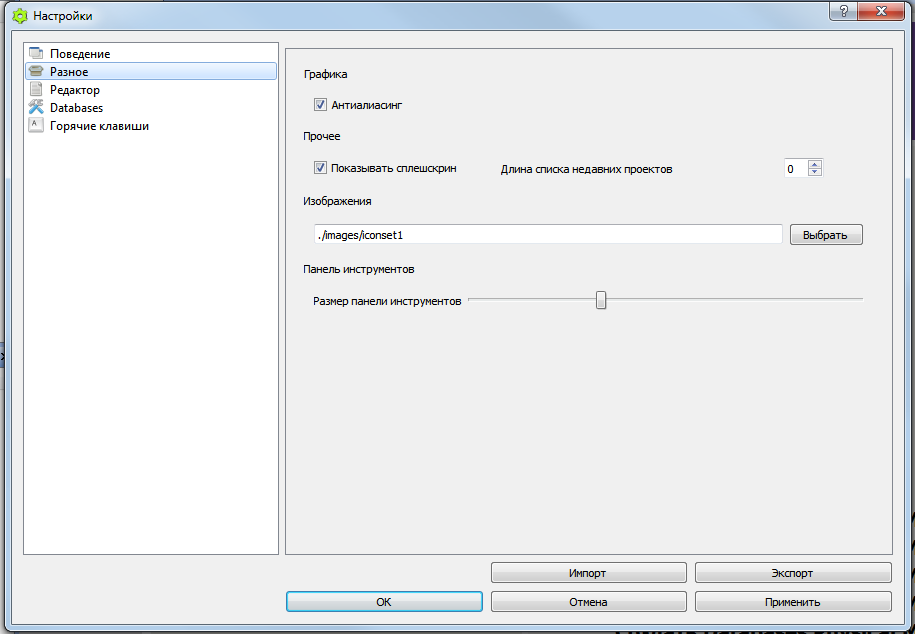 Настройки
Поведение
Разное
Редактор
Databases
Горячие клавиши
Графика
Антиалиасинг
Прочее
Показывать сплешскрин Длина списка недавних проектов 0
Изображения
./images/iconset1 Выбрать
Панель инструментов
Размер панели инструментов
Импорт Экспорт
OK Отмена Применить